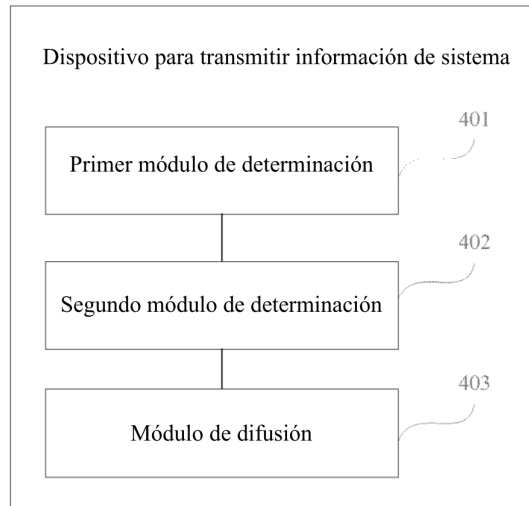 Dispositivo para transmitir información de sistema
401
Primer módulo de determinación
402
Segundo módulo de determinación
403
Módulo de difusión